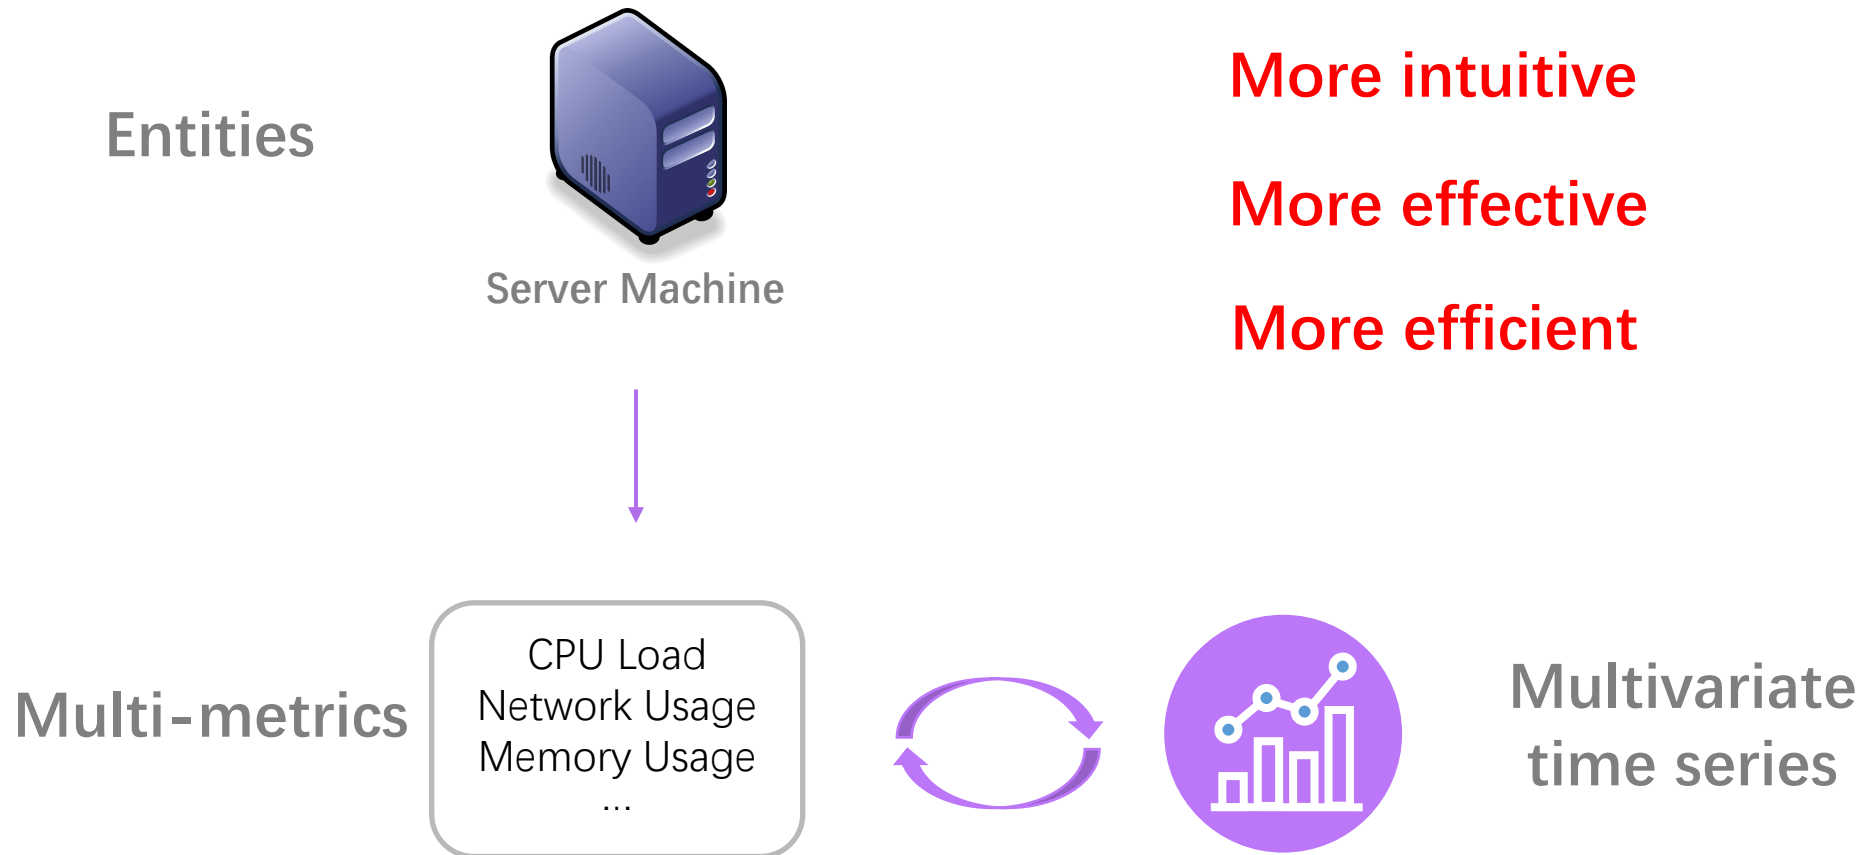 Entities
Server Machine
More intuitive
More effective
More efficient
Multi-metrics
CPU Load
Network Usage
Memory Usage
...
Multivariate
time series